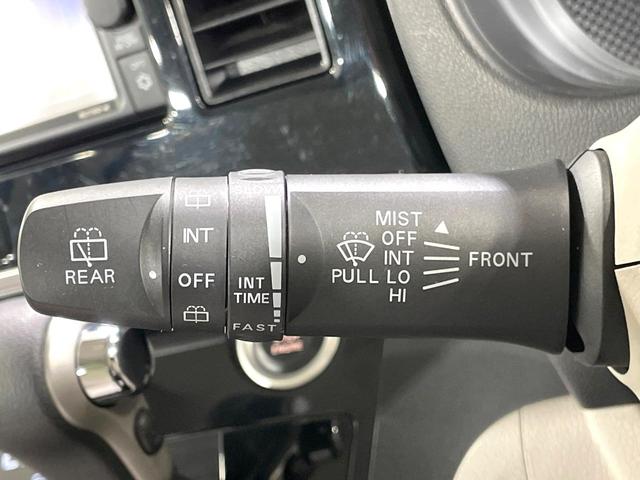 REAR
INT
OFF
SLOW
INT
TIME
FAST
PULL
MIST
OFF
INT
LO
HI
FRONT